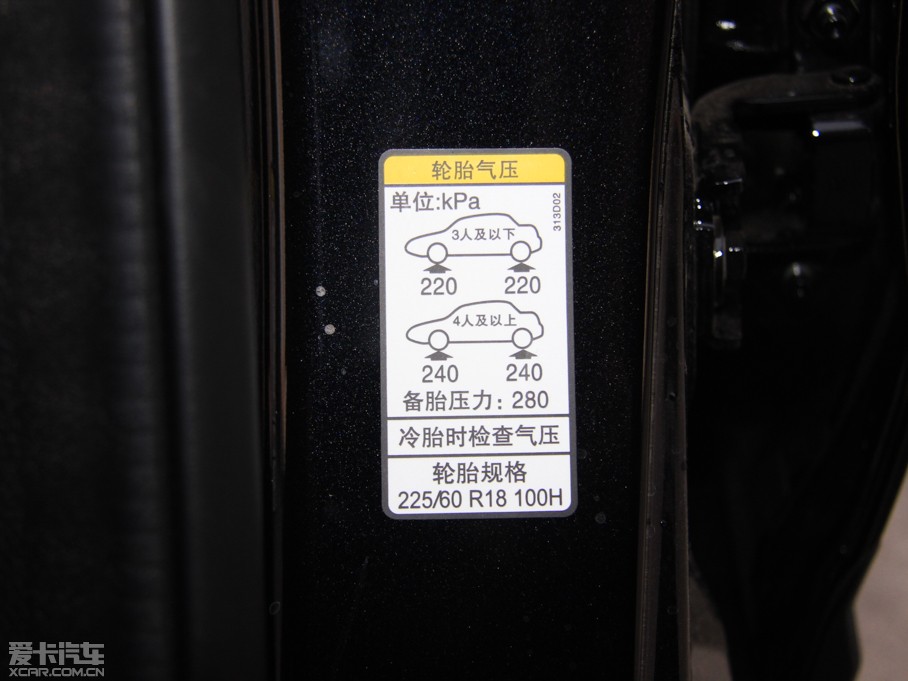 轮胎气压
单位:kPa
313D02
3人及以下
220 220
4人及以上
240 240
备胎压力：280
冷胎时检查气压
轮胎规格
225/60 R18 100H
爱卡汽车
XCAR.COM.CN